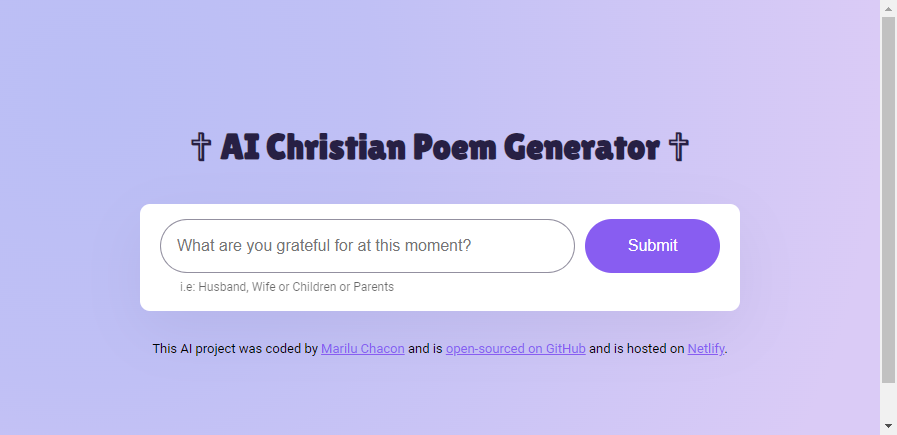 ✞ AI Christian Poem Generator ✞
What are you grateful for at this moment?
Submit
i.e: Husband, Wife or Children or Parents
This AI project was coded by Marilu Chacon and is open-sourced on GitHub and is hosted on Netlify.